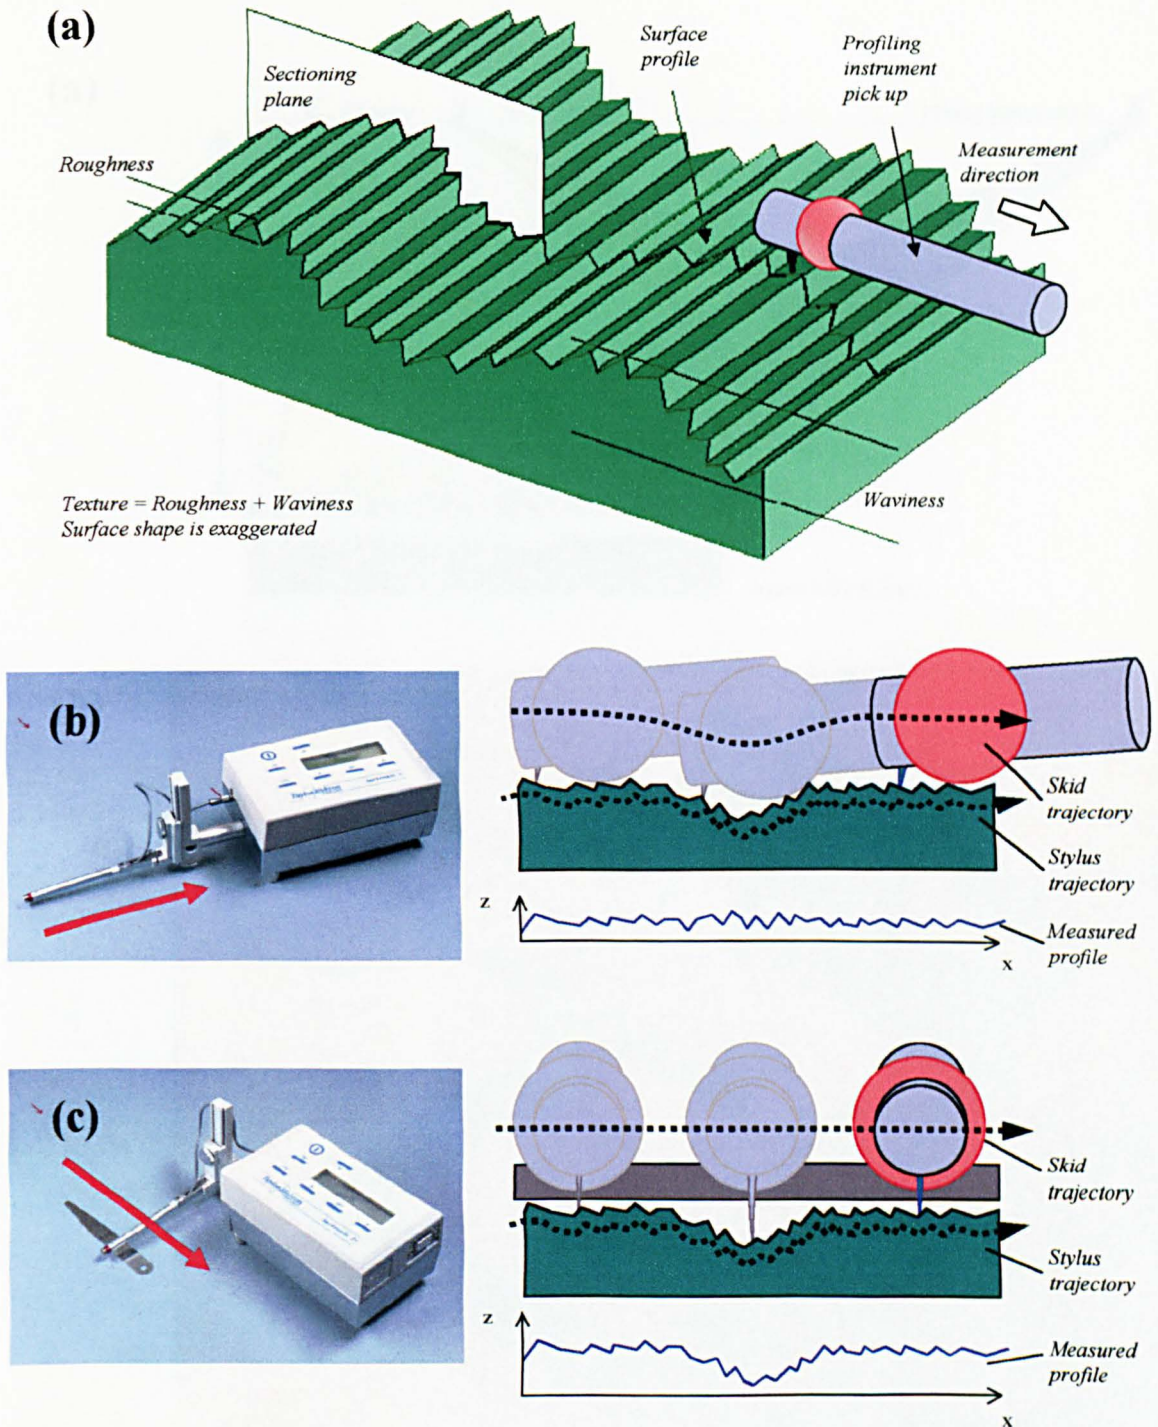 (a)
Sectioning
plane
Surface
profile
Profiling
instrument
pick up
Measurement
direction
Roughness
Waviness
Texture = Roughness + Waviness
Surface shape is exaggerated
(b)
Skid
trajectory
Stylus
trajectory
z
Measured
profile
x
(c)
Skid
trajectory
Stylus
trajectory
z
Measured
profile
x